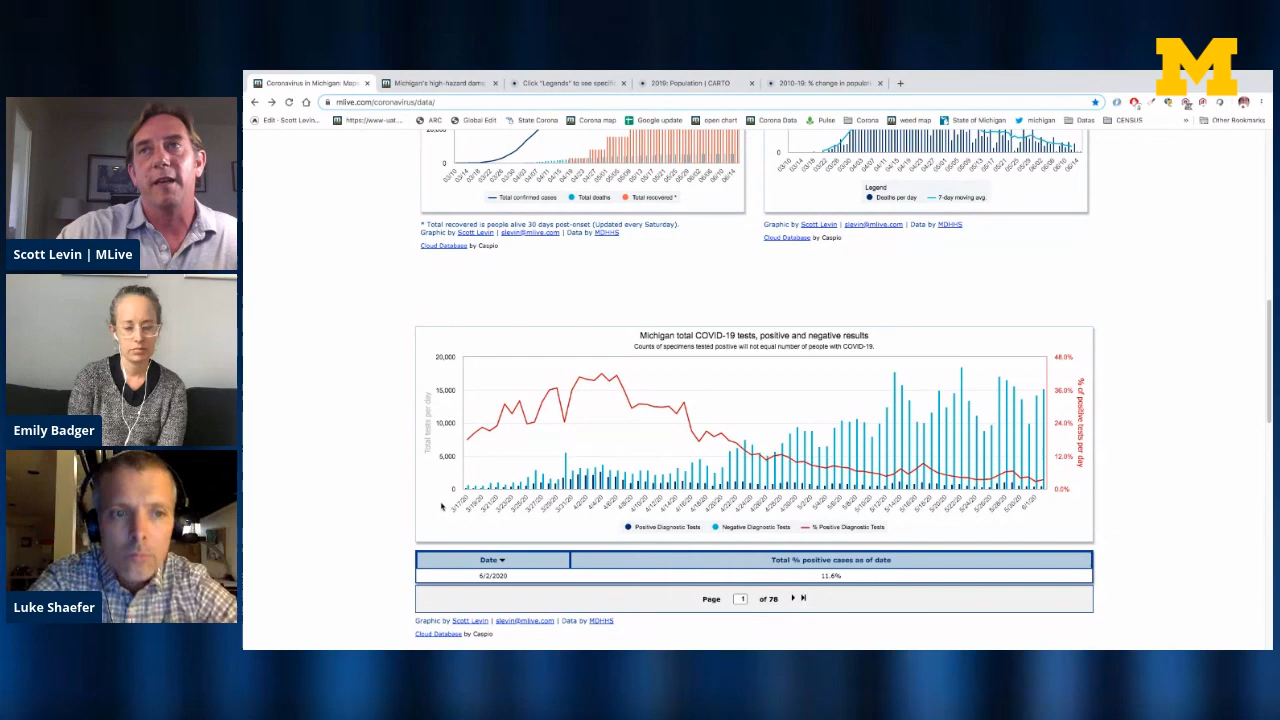 M
Coronavirus in Michigan: Maps
Michigan's high-hazard dams
Click "Legends" to see specifi
2019: Population | CARTO
2010-19: % change in populati
mlive.com/coronavirus/data/
Edit - Scott Levin...
https://www-uat...
ARC
Global Edit
State Corona
Corona map
Google update
open chart
Corona Data
Pulse
Corona
weed map
State of Michigan
michigan
Datas
CENSUS
Other Bookmarks
0
Total confirmed cases
Total deaths
Total recovered *
* Total recovered is people alive 30 days post-onset (Updated every Saturday).
Graphic by Scott Levin | slevin@mlive.com | Data by MDHHS
Cloud Database by Caspio
0
Legend
Deaths per day
7-day moving avg.
Graphic by Scott Levin | slevin@mlive.com | Data by MDHHS
Cloud Database by Caspio
Scott Levin | MLive
Emily Badger
Luke Shaefer
Michigan total COVID-19 tests, positive and negative results
Counts of specimens tested positive will not equal number of people with COVID-19.
20,000
15,000
10,000
5,000
0
Total tests per day
48.0%
36.0%
24.0%
12.0%
0.0%
% of positive tests per day
Positive Diagnostic Tests
Negative Diagnostic Tests
% Positive Diagnostic Tests
Date
Total % positive cases as of date
6/2/2020
11.6%
Page 1 of 78
Graphic by Scott Levin | slevin@mlive.com | Data by MDHHS
Cloud Database by Caspio